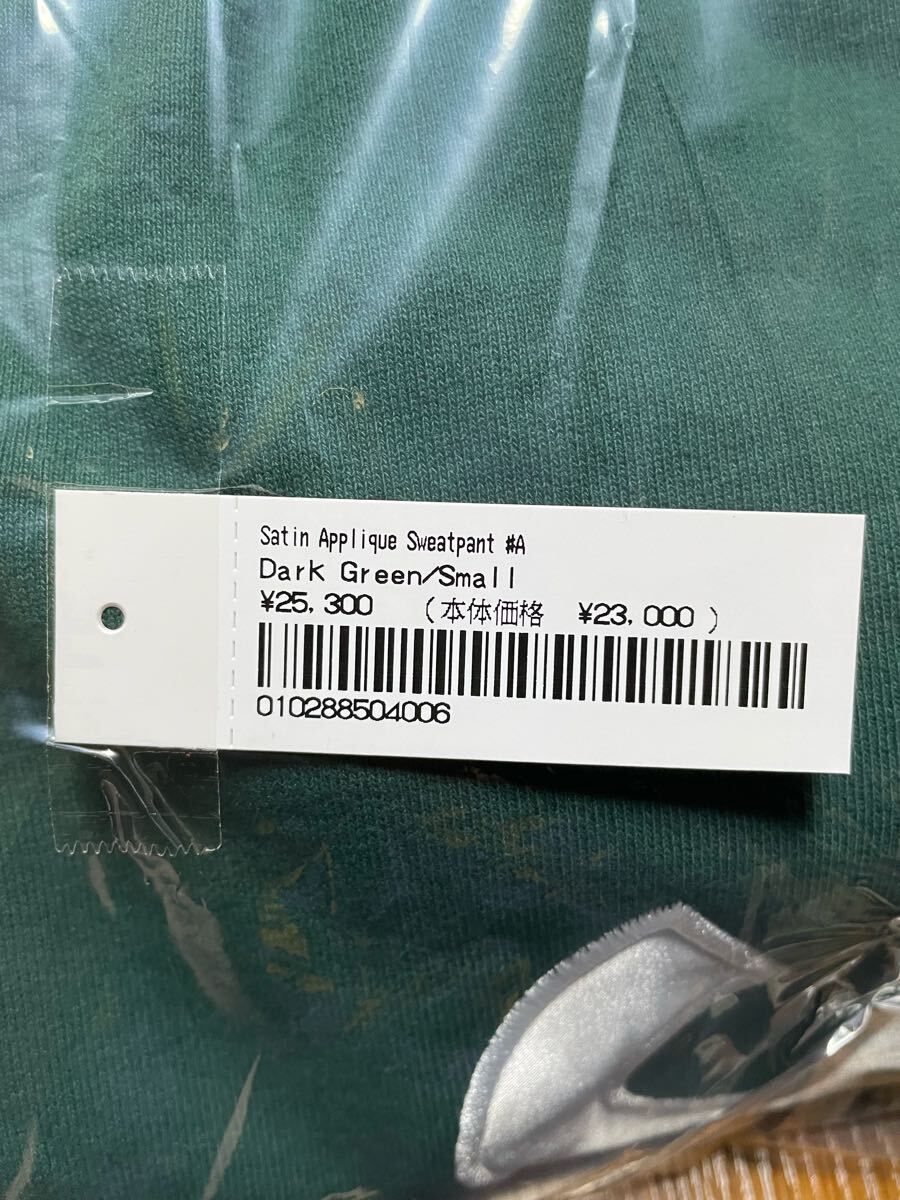 Satin Applique Sweatpant #A
Dark Green/Small
¥25,300 (本体価格 ¥23,000)
010288504006